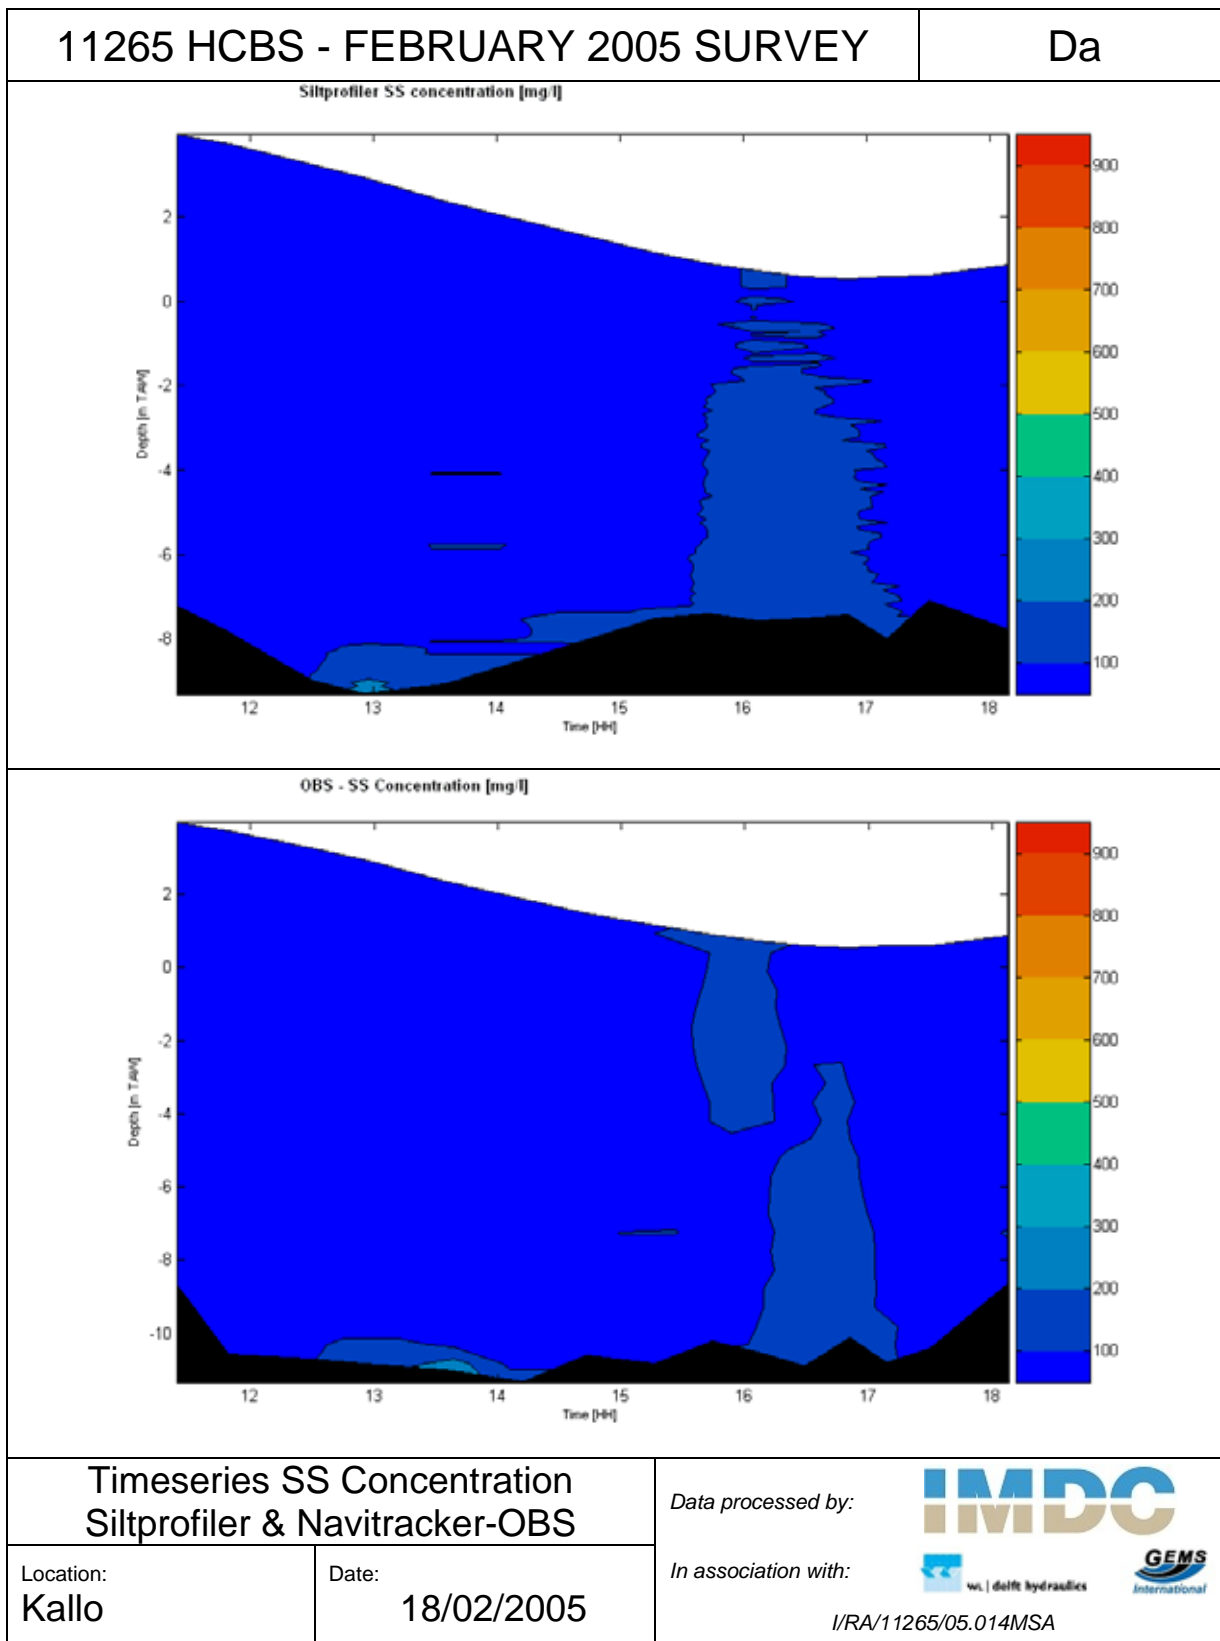 11265 HCBS - FEBRUARY 2005 SURVEY
Da
Siltprofiler SS concentration [mg/l]
900
800
700
600
500
400
300
200
100
2
0
-2
-4
-6
-8
Depth [m TAW]
12 13 14 15 16 17 18
Time [HH]
OBS - SS Concentration [mg/l]
900
800
700
600
500
400
300
200
100
2
0
-2
-4
-6
-8
-10
Depth [m TAW]
12 13 14 15 16 17 18
Time [HH]
Timeseries SS Concentration
Siltprofiler & Navitracker-OBS
Location:
Kallo
Date:
18/02/2005
Data processed by:
IMDC
In association with:
wL | delft hydraulics
GEMS
International
I/RA/11265/05.014MSA